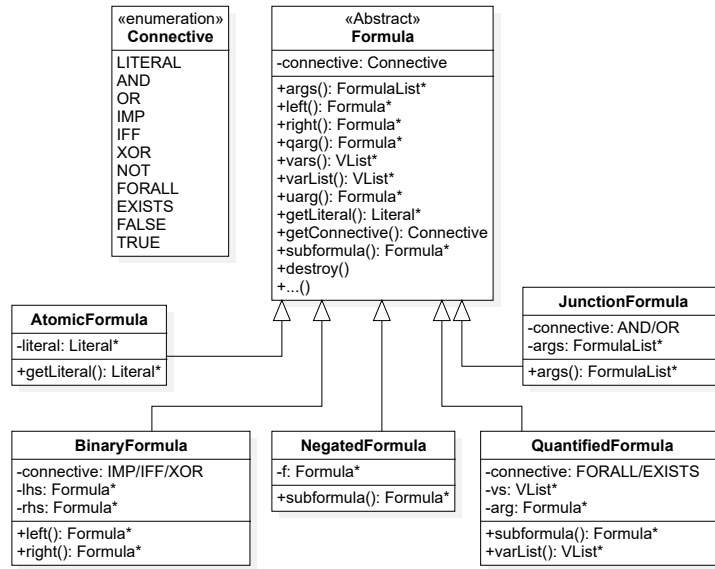 «enumeration»
Connective
LITERAL
AND
OR
IMP
IFF
XOR
NOT
FORALL
EXISTS
FALSE
TRUE
«Abstract»
Formula
-connective: Connective
+args(): FormulaList*
+left(): Formula*
+right(): Formula*
+qarg(): Formula*
+vars(): VList*
+varList(): VList*
+uarg(): Formula*
+getLiteral(): Literal*
+getConnective(): Connective
+subformula(): Formula*
+destroy()
+...()
AtomicFormula
-literal: Literal*
+getLiteral(): Literal*
JunctionFormula
-connective: AND/OR
-args: FormulaList*
+args(): FormulaList*
BinaryFormula
-connective: IMP/IFF/XOR
-lhs: Formula*
-rhs: Formula*
+left(): Formula*
+right(): Formula*
NegatedFormula
-f: Formula*
+subformula(): Formula*
QuantifiedFormula
-connective: FORALL/EXISTS
-vs: VList*
-arg: Formula*
+subformula(): Formula*
+varList(): VList*